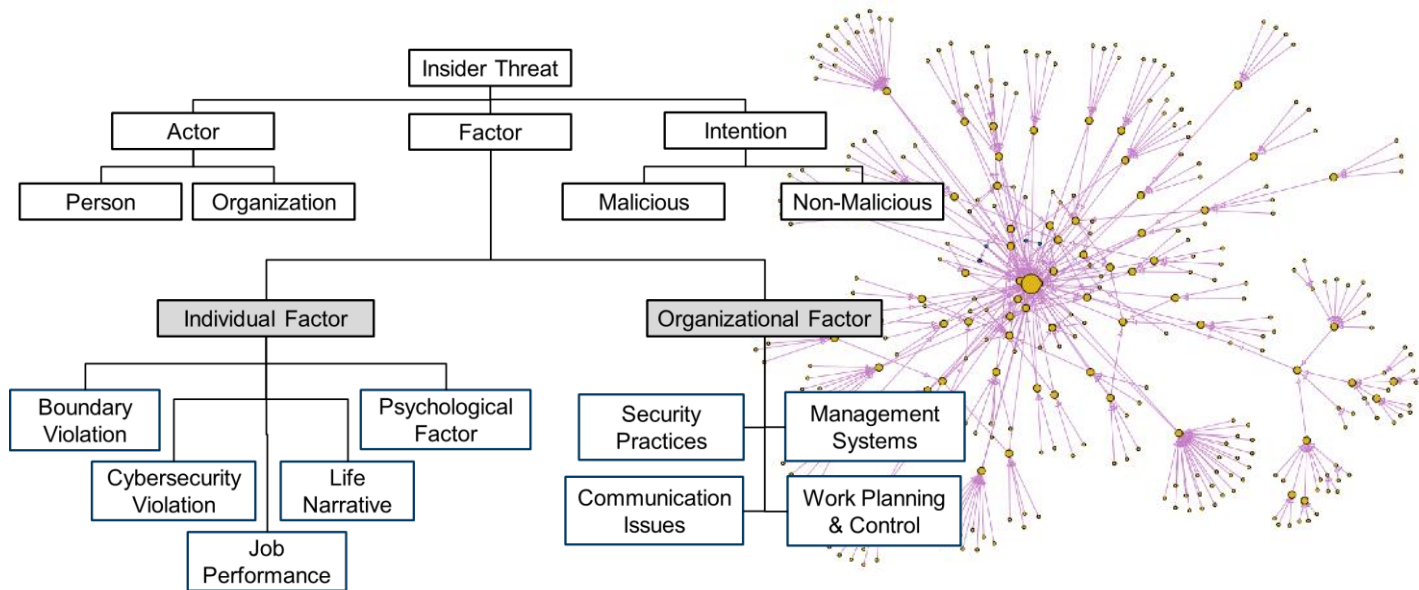 Insider Threat
Actor
Factor
Intention
Person
Organization
Malicious
Non-Malicious
Individual Factor
Organizational Factor
Boundary
Violation
Psychological
Factor
Cybersecurity
Violation
Life
Narrative
Job
Performance
Security
Practices
Management
Systems
Communication
Issues
Work Planning
& Control